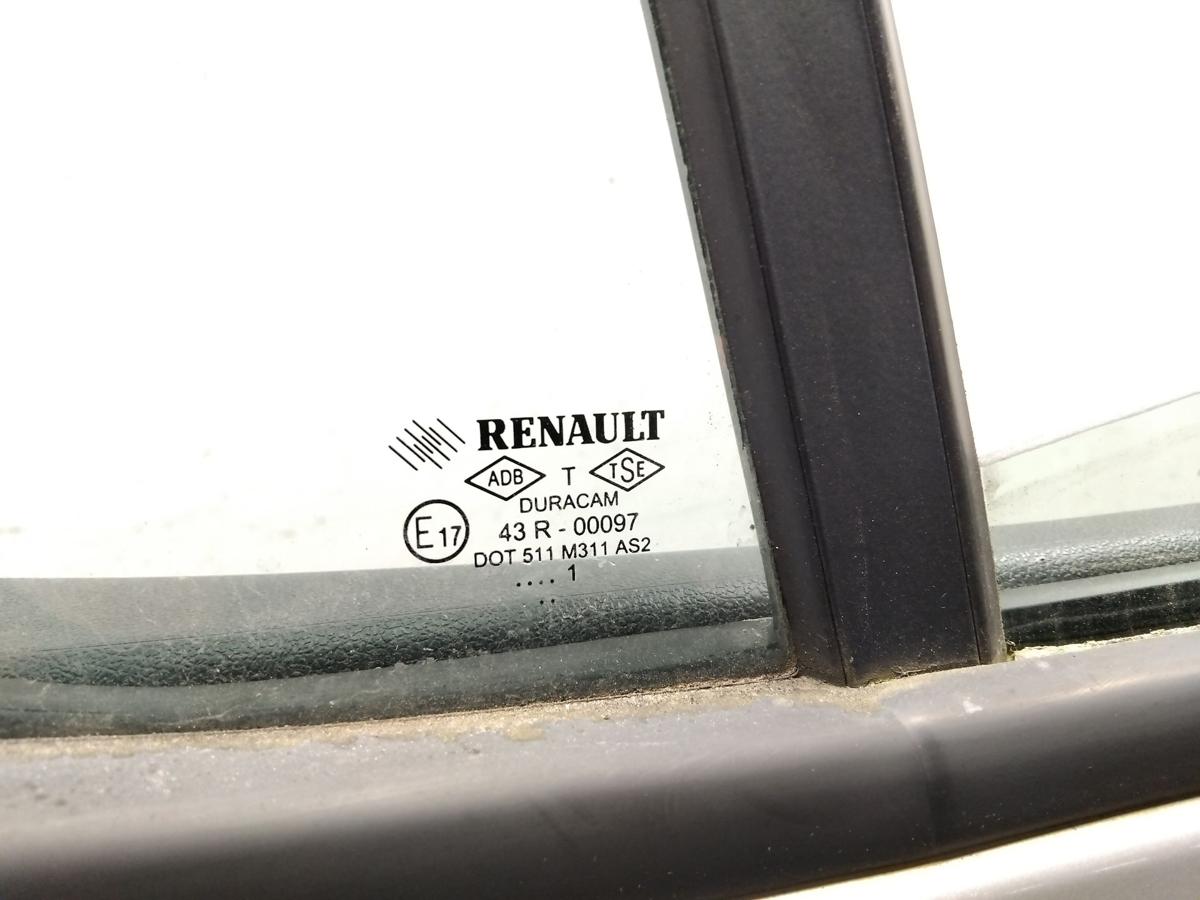 RENAULT
ADB T TSE
DURACAM
E17 43 R - 00097
DOT 511 M311 AS2
.... 1
..